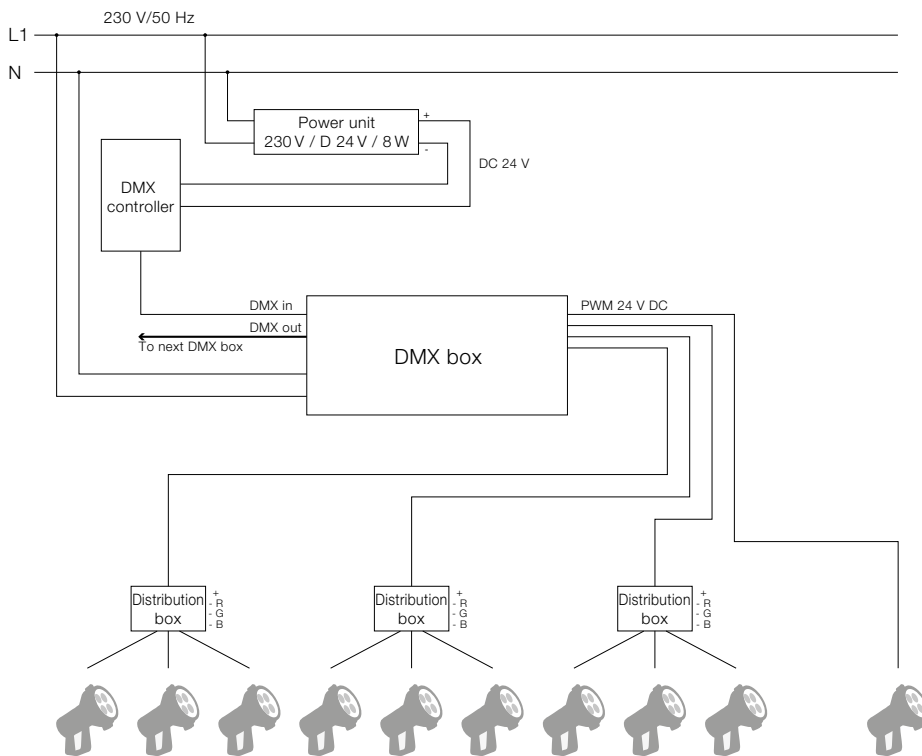 230 V/50 Hz
L1
N
Power unit
230 V / D 24 V / 8 W
+
-
DC 24 V
DMX
controller
DMX in
DMX out
To next DMX box
DMX box
PWM 24 V DC
Distribution
box
+
- R
- G
- B
Distribution
box
+
- R
- G
- B
Distribution
box
+
- R
- G
- B